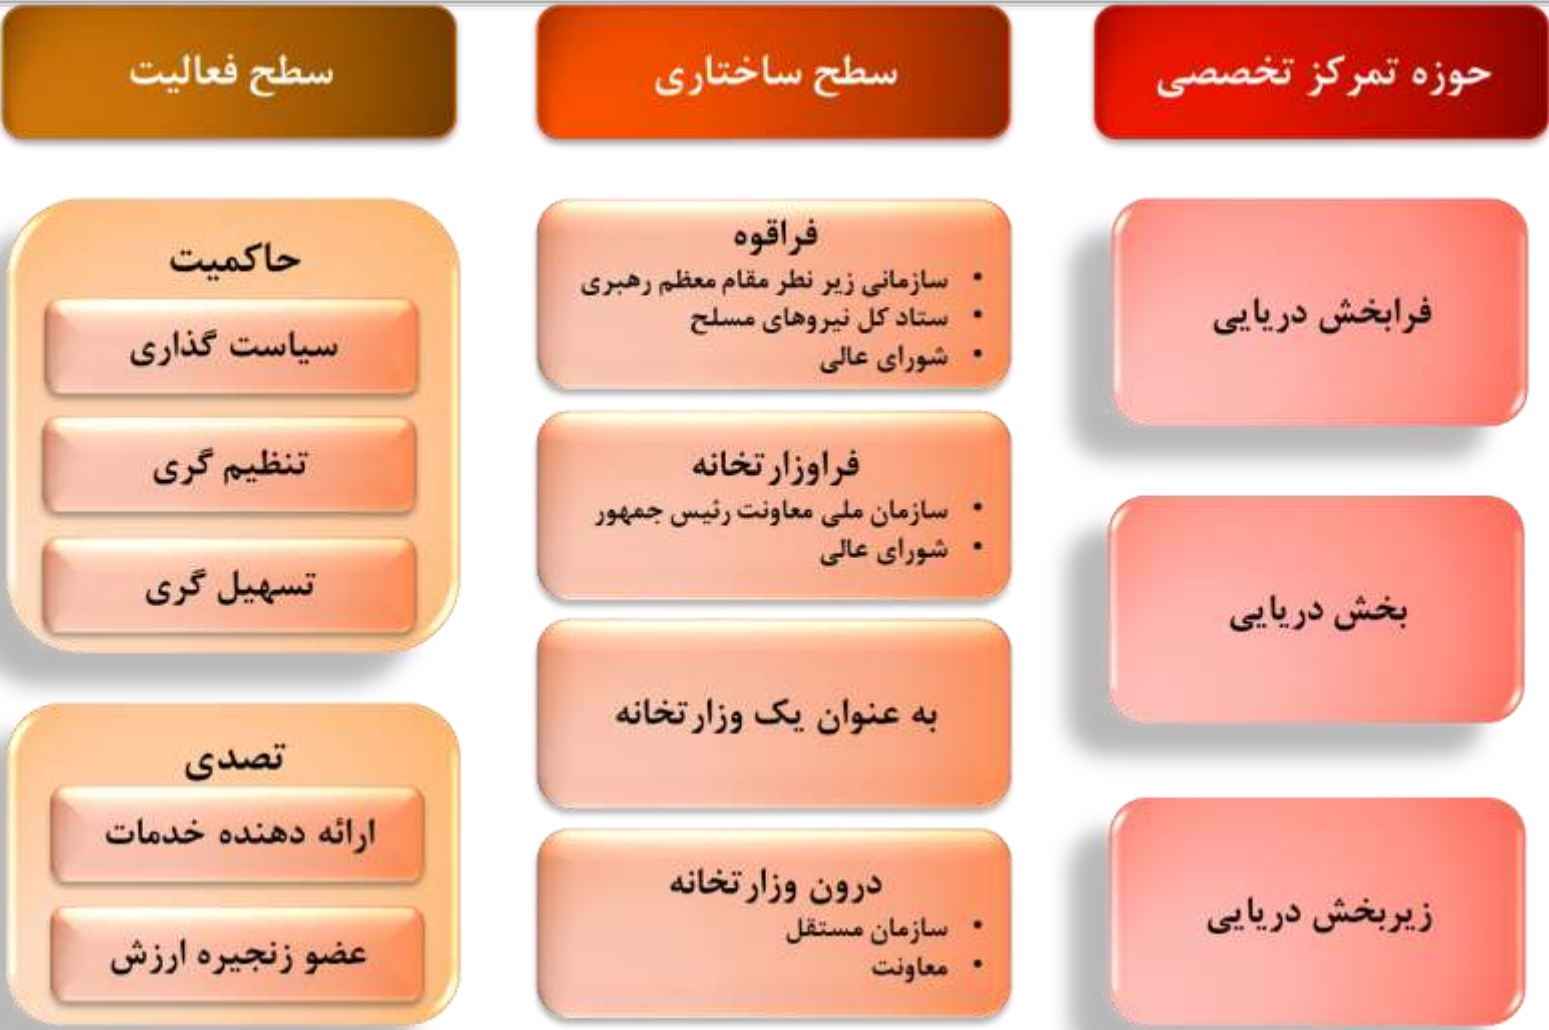 حوزه تمرکز تخصصی
سطح ساختاری
سطح فعالیت
فرابخش دریایی
بخش دریایی
زیربخش دریایی
فراقوه
• سازمانی زیر نظر مقام معظم رهبری
• ستاد کل نیروهای مسلح
• شورای عالی
فراوزارتخانه
• سازمان ملی معاونت رئیس جمهور
• شورای عالی
به عنوان یک وزارتخانه
درون وزارتخانه
• سازمان مستقل
• معاونت
حاکمیت
سیاست گذاری
تنظیم گری
تسهیل گری
تصدی
ارائه دهنده خدمات
عضو زنجیره ارزش